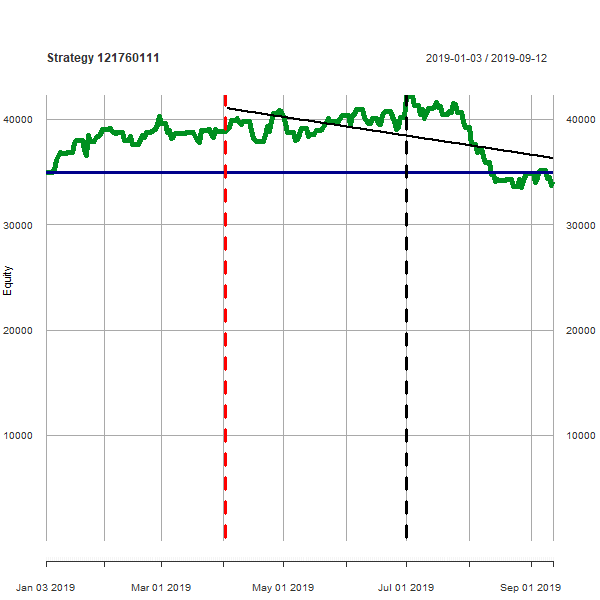 Strategy 121760111
2019-01-03 / 2019-09-12
40000
40000
30000
30000
Equity
20000
20000
10000
10000
Jan 03 2019
Mar 01 2019
May 01 2019
Jul 01 2019
Sep 01 2019